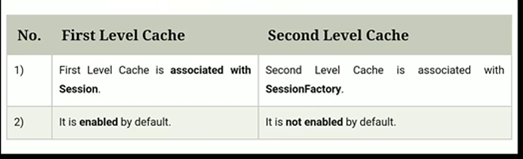 No. First Level Cache Second Level Cache
1) First Level Cache is associated with Second Level Cache is associated with
Session. SessionFactory.
2) It is enabled by default. It is not enabled by default.